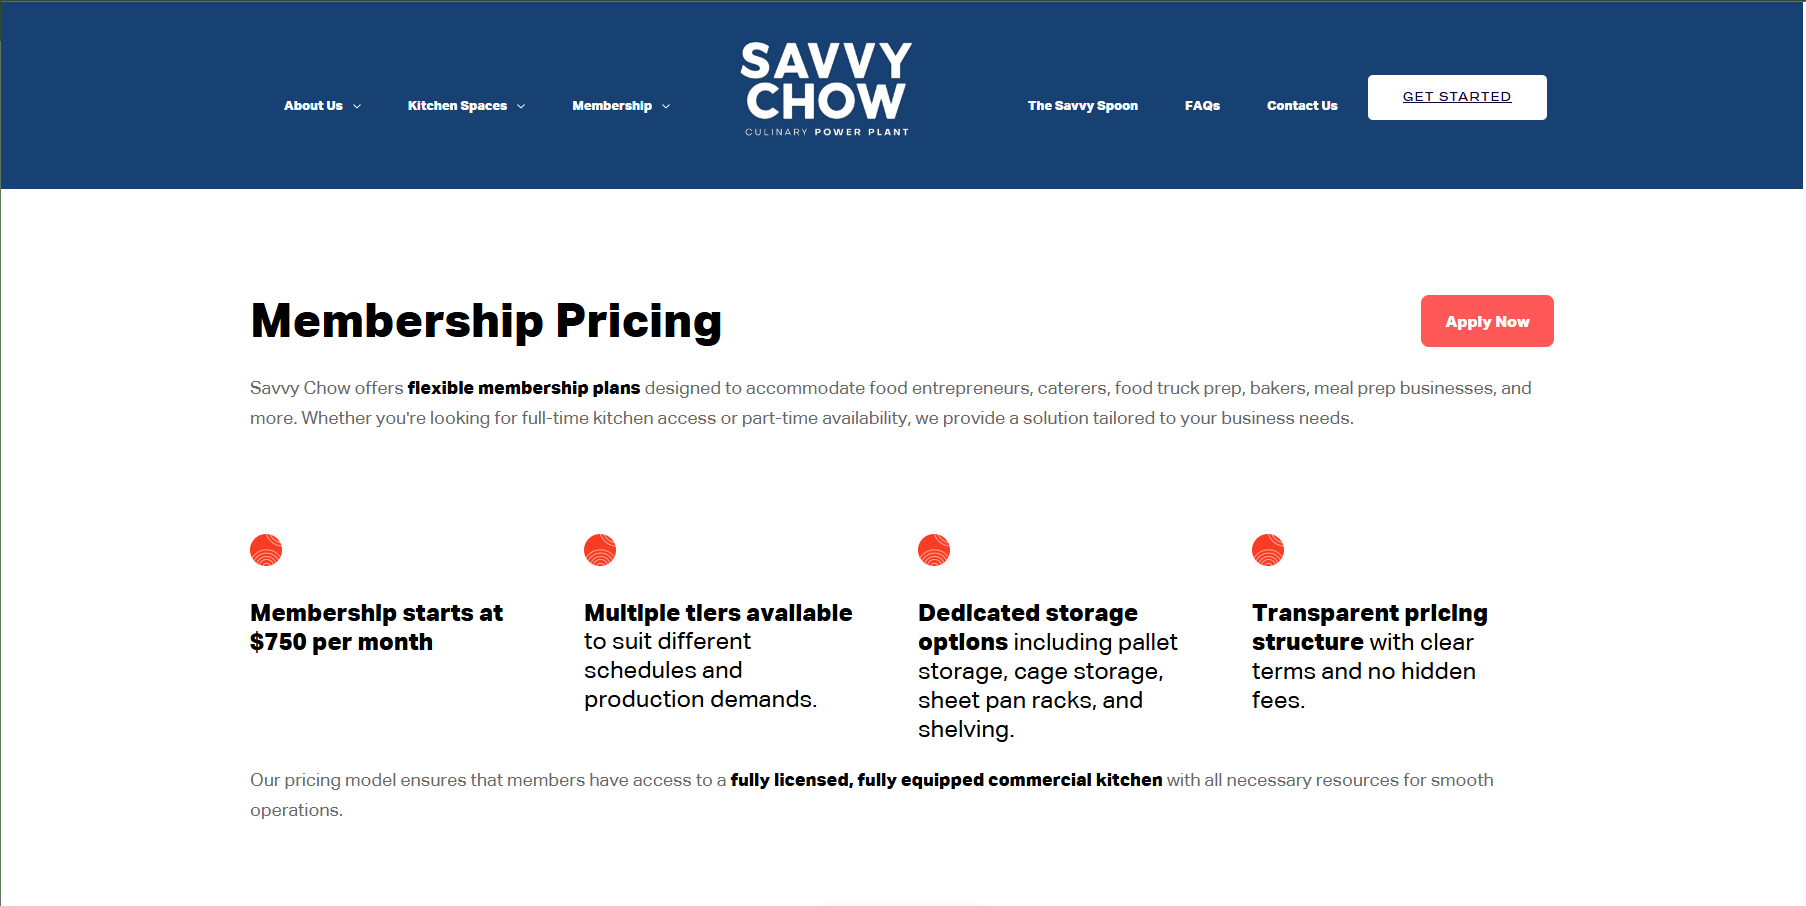 SAVVY
CHOW
CULINARY POWER PLANT
About Us
Kitchen Spaces
Membership
The Savvy Spoon
FAQs
Contact Us
GET STARTED
Membership Pricing
Apply Now
Savvy Chow offers flexible membership plans designed to accommodate food entrepreneurs, caterers, food truck prep, bakers, meal prep businesses, and
more. Whether you're looking for full-time kitchen access or part-time availability, we provide a solution tailored to your business needs.
Membership starts at
$750 per month
Multiple tiers available
to suit different
schedules and
production demands.
Dedicated storage
options including pallet
storage, cage storage,
sheet pan racks, and
shelving.
Transparent pricing
structure with clear
terms and no hidden
fees.
Our pricing model ensures that members have access to a fully licensed, fully equipped commercial kitchen with all necessary resources for smooth
operations.